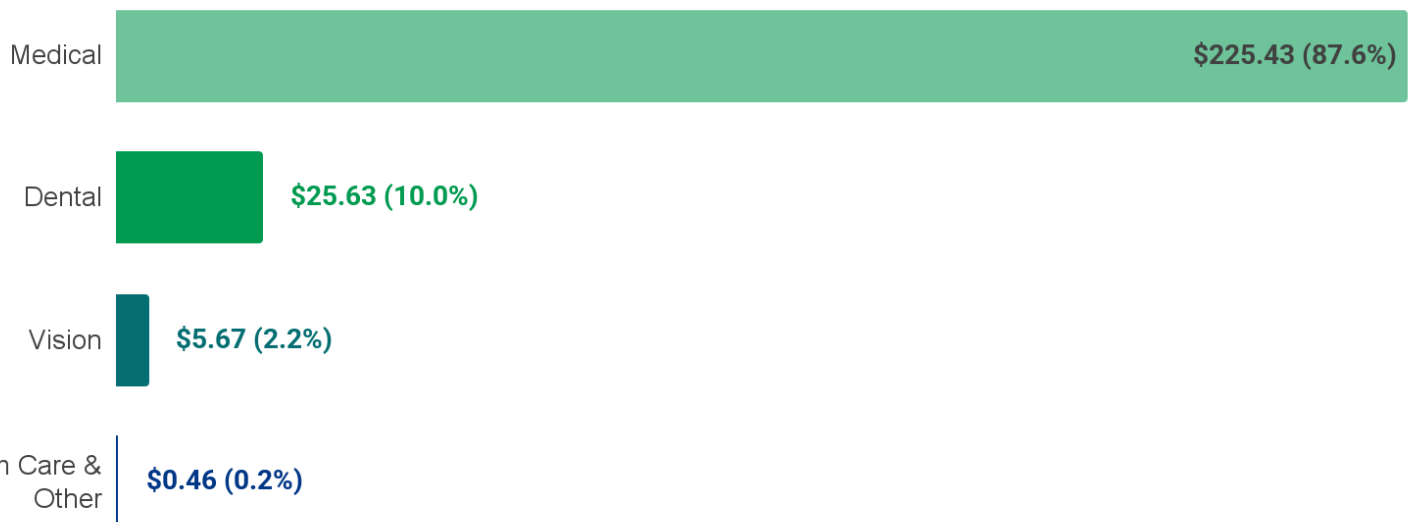 Medical
$225.43 (87.6%)
Dental
$25.63 (10.0%)
Vision
$5.67 (2.2%)
Care &
Other
$0.46 (0.2%)